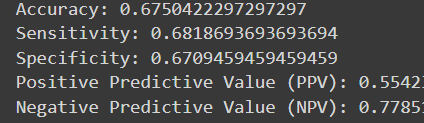 Accuracy: 0.6750422297297297
Sensitivity: 0.6818693693693694
Specificity: 0.6709459459459459
Positive Predictive Value (PPV): 0.5542
Negative Predictive Value (NPV): 0.7785